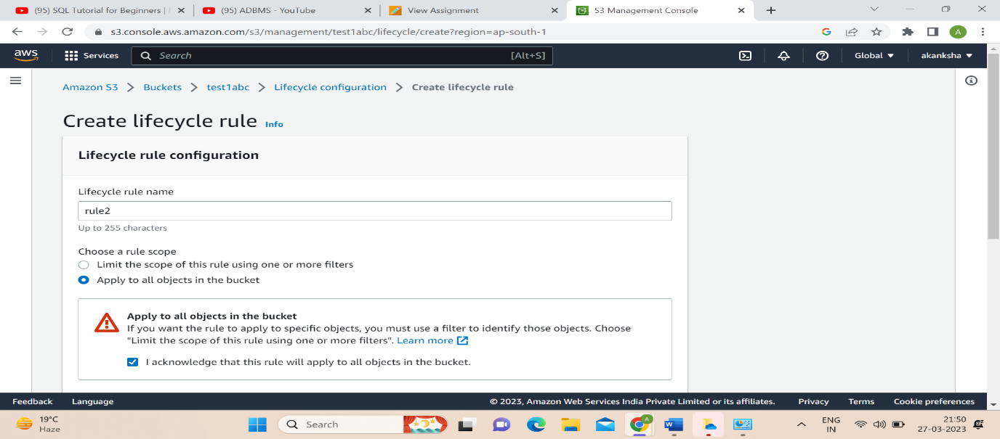 (95) SQL Tutorial for Beginners |
(95) ADBMS - YouTube
View Assignment
S3 Management Console
s3.console.aws.amazon.com/s3/management/test1abc/lifecycle/create?region=ap-south-1
A
aws
Services
Search
[Alt+S]
Global
akanksha
Amazon S3 > Buckets > test1abc > Lifecycle configuration > Create lifecycle rule
Create lifecycle rule Info
Lifecycle rule configuration
Lifecycle rule name
rule2
Up to 255 characters
Choose a rule scope
Limit the scope of this rule using one or more filters
Apply to all objects in the bucket
Apply to all objects in the bucket
If you want the rule to apply to specific objects, you must use a filter to identify those objects. Choose
"Limit the scope of this rule using one or more filters". Learn more
I acknowledge that this rule will apply to all objects in the bucket.
Feedback
Language
© 2023, Amazon Web Services India Private Limited or its affiliates.
Privacy
Terms
Cookie preferences
19°C
Haze
Search
A
ENG
IN
21:50
27-03-2023